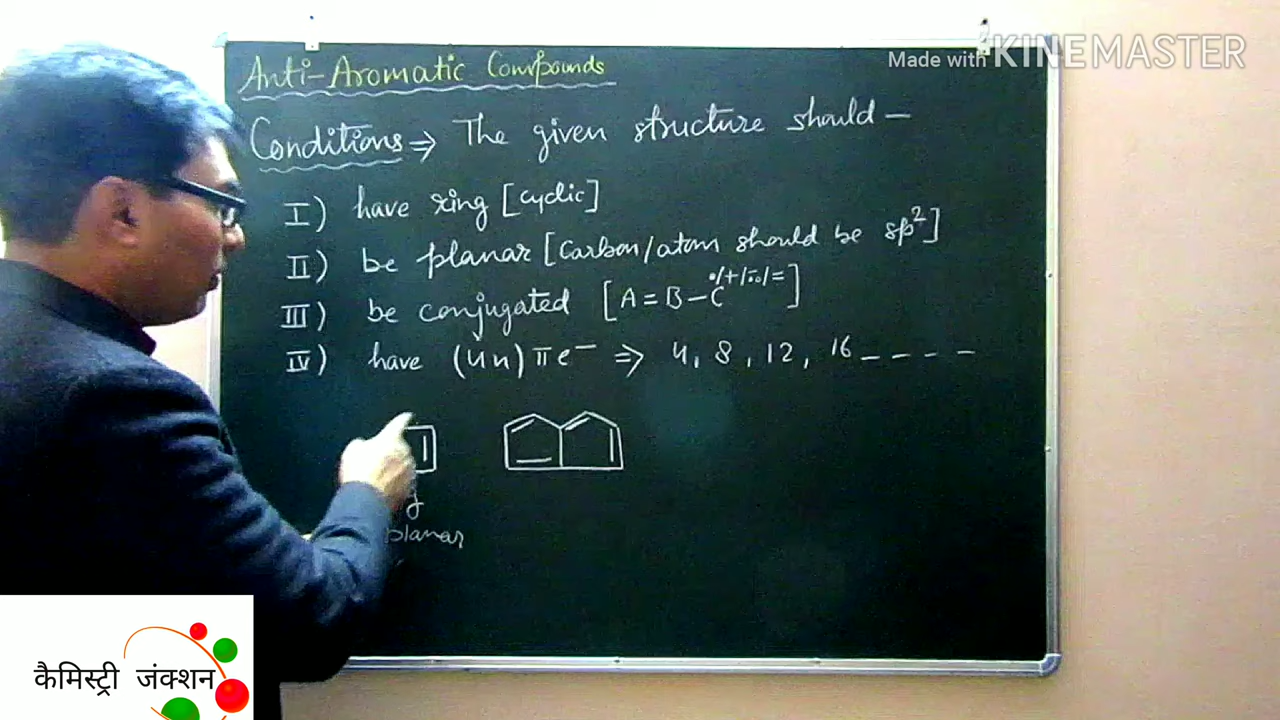 Anti-Aromatic Compounds
Made with KINEMASTER
Conditions ⇒ The given structure should –
I) have ring [cyclic]
II) be planar [Carbon/atom should be sp²]
III) be conjugated [A=B–C
IV) have (4n) πe⁻ ⇒ 4, 8, 12, 16 – – – –
planar
कैमिस्ट्री जंक्शन